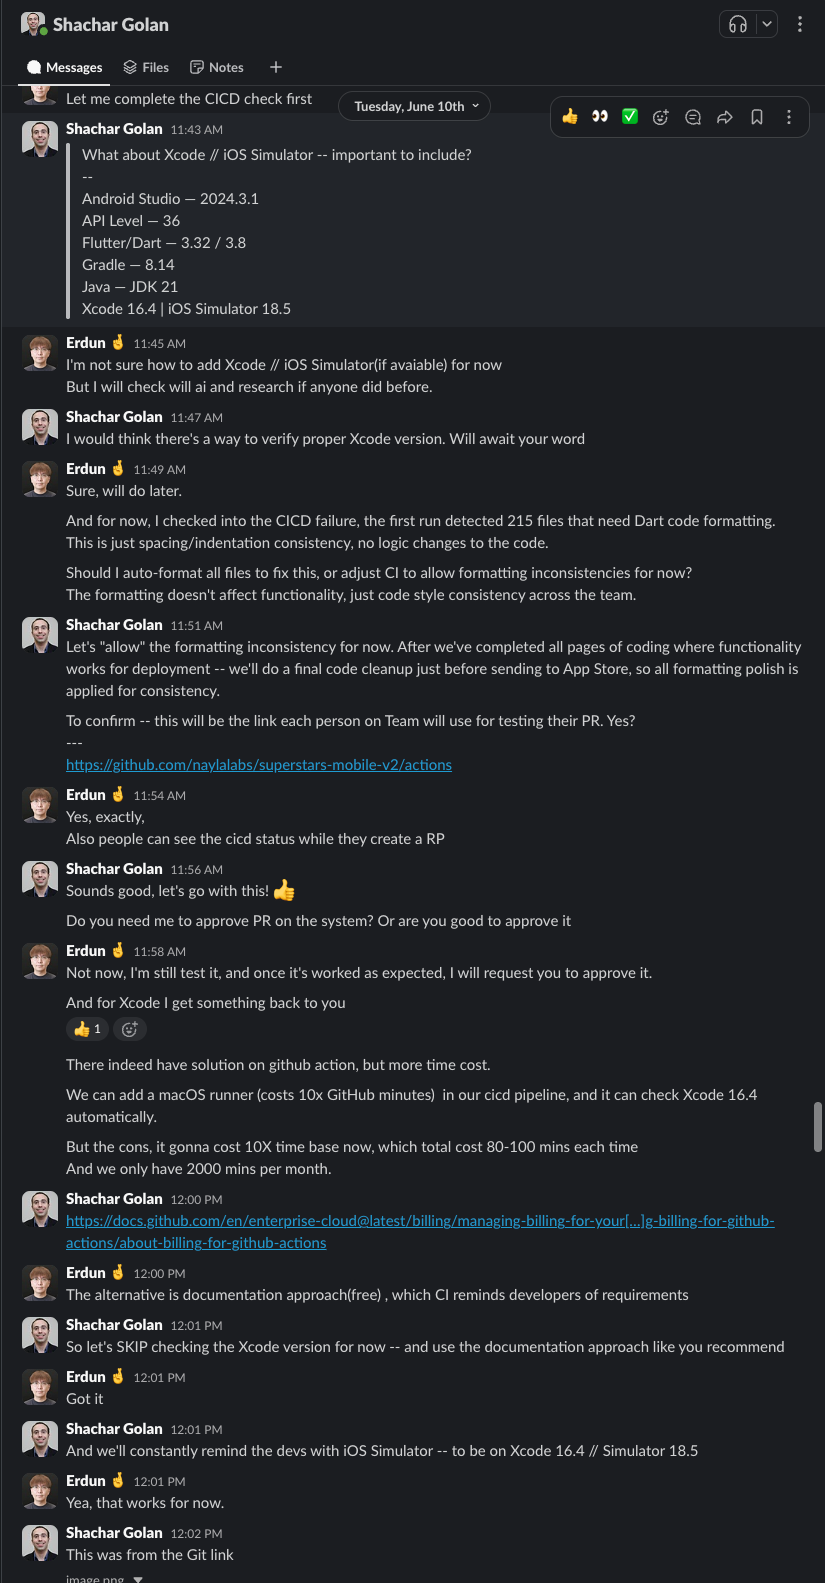 Shachar Golan
Messages
Files
Notes
Let me complete the CICD check first
Tuesday, June 10th
Shachar Golan 11:43 AM
What about Xcode // iOS Simulator -- important to include?
--
Android Studio — 2024.3.1
API Level — 36
Flutter/Dart — 3.32 / 3.8
Gradle — 8.14
Java — JDK 21
Xcode 16.4 | iOS Simulator 18.5
Erdun 11:45 AM
I'm not sure how to add Xcode // iOS Simulator(if avaiable) for now
But I will check will ai and research if anyone did before.
Shachar Golan 11:47 AM
I would think there's a way to verify proper Xcode version. Will await your word
Erdun 11:49 AM
Sure, will do later.
And for now, I checked into the CICD failure, the first run detected 215 files that need Dart code formatting.
This is just spacing/indentation consistency, no logic changes to the code.
Should I auto-format all files to fix this, or adjust CI to allow formatting inconsistencies for now?
The formatting doesn't affect functionality, just code style consistency across the team.
Shachar Golan 11:51 AM
Let's "allow" the formatting inconsistency for now. After we've completed all pages of coding where functionality
works for deployment -- we'll do a final code cleanup just before sending to App Store, so all formatting polish is
applied for consistency.
To confirm -- this will be the link each person on Team will use for testing their PR. Yes?
---
https://github.com/naylalabs/superstars-mobile-v2/actions
Erdun 11:54 AM
Yes, exactly,
Also people can see the cicd status while they create a RP
Shachar Golan 11:56 AM
Sounds good, let's go with this! 👍
Do you need me to approve PR on the system? Or are you good to approve it
Erdun 11:58 AM
Not now, I'm still test it, and once it's worked as expected, I will request you to approve it.
And for Xcode I get something back to you
👍 1
There indeed have solution on github action, but more time cost.
We can add a macOS runner (costs 10x GitHub minutes)  in our cicd pipeline, and it can check Xcode 16.4
automatically.
But the cons, it gonna cost 10X time base now, which total cost 80-100 mins each time
And we only have 2000 mins per month.
Shachar Golan 12:00 PM
https://docs.github.com/en/enterprise-cloud@latest/billing/managing-billing-for-your[...]g-billing-for-github-
actions/about-billing-for-github-actions
Erdun 12:00 PM
The alternative is documentation approach(free) , which CI reminds developers of requirements
Shachar Golan 12:01 PM
So let's SKIP checking the Xcode version for now -- and use the documentation approach like you recommend
Erdun 12:01 PM
Got it
Shachar Golan 12:01 PM
And we'll constantly remind the devs with iOS Simulator -- to be on Xcode 16.4 // Simulator 18.5
Erdun 12:01 PM
Yea, that works for now.
Shachar Golan 12:02 PM
This was from the Git link
image.png